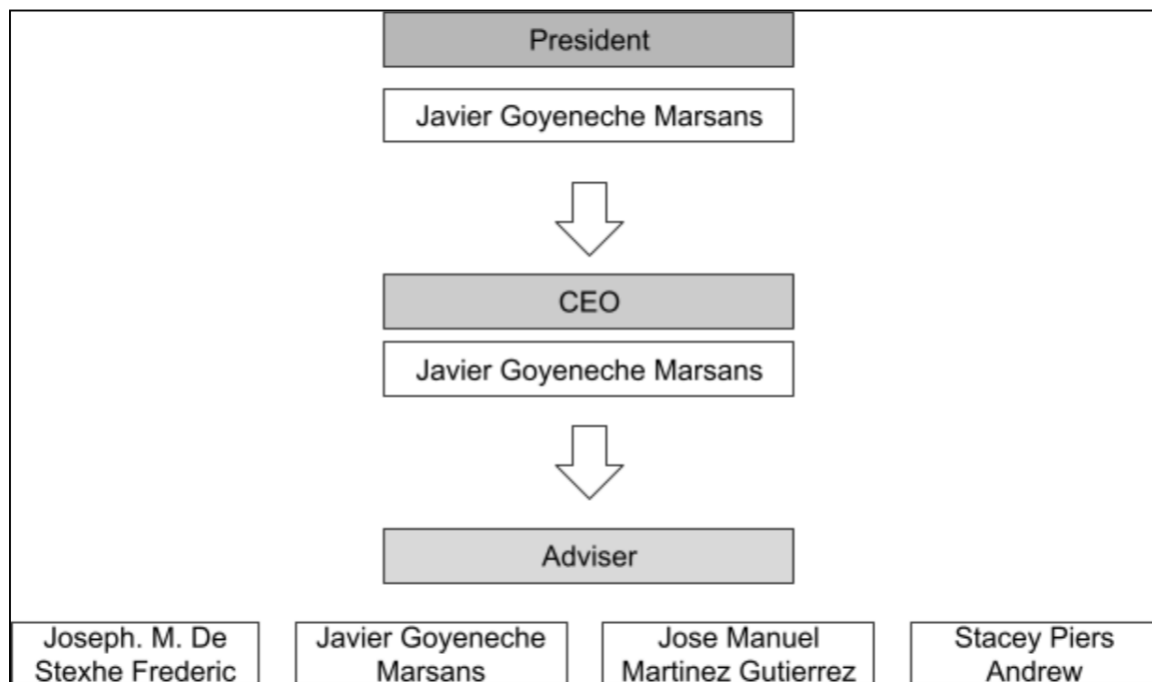 President
Javier Goyeneche Marsans
CEO
Javier Goyeneche Marsans
Adviser
Joseph. M. De
Stexhe Frederic
Javier Goyeneche
Marsans
Jose Manuel
Martinez Gutierrez
Stacey Piers
Andrew